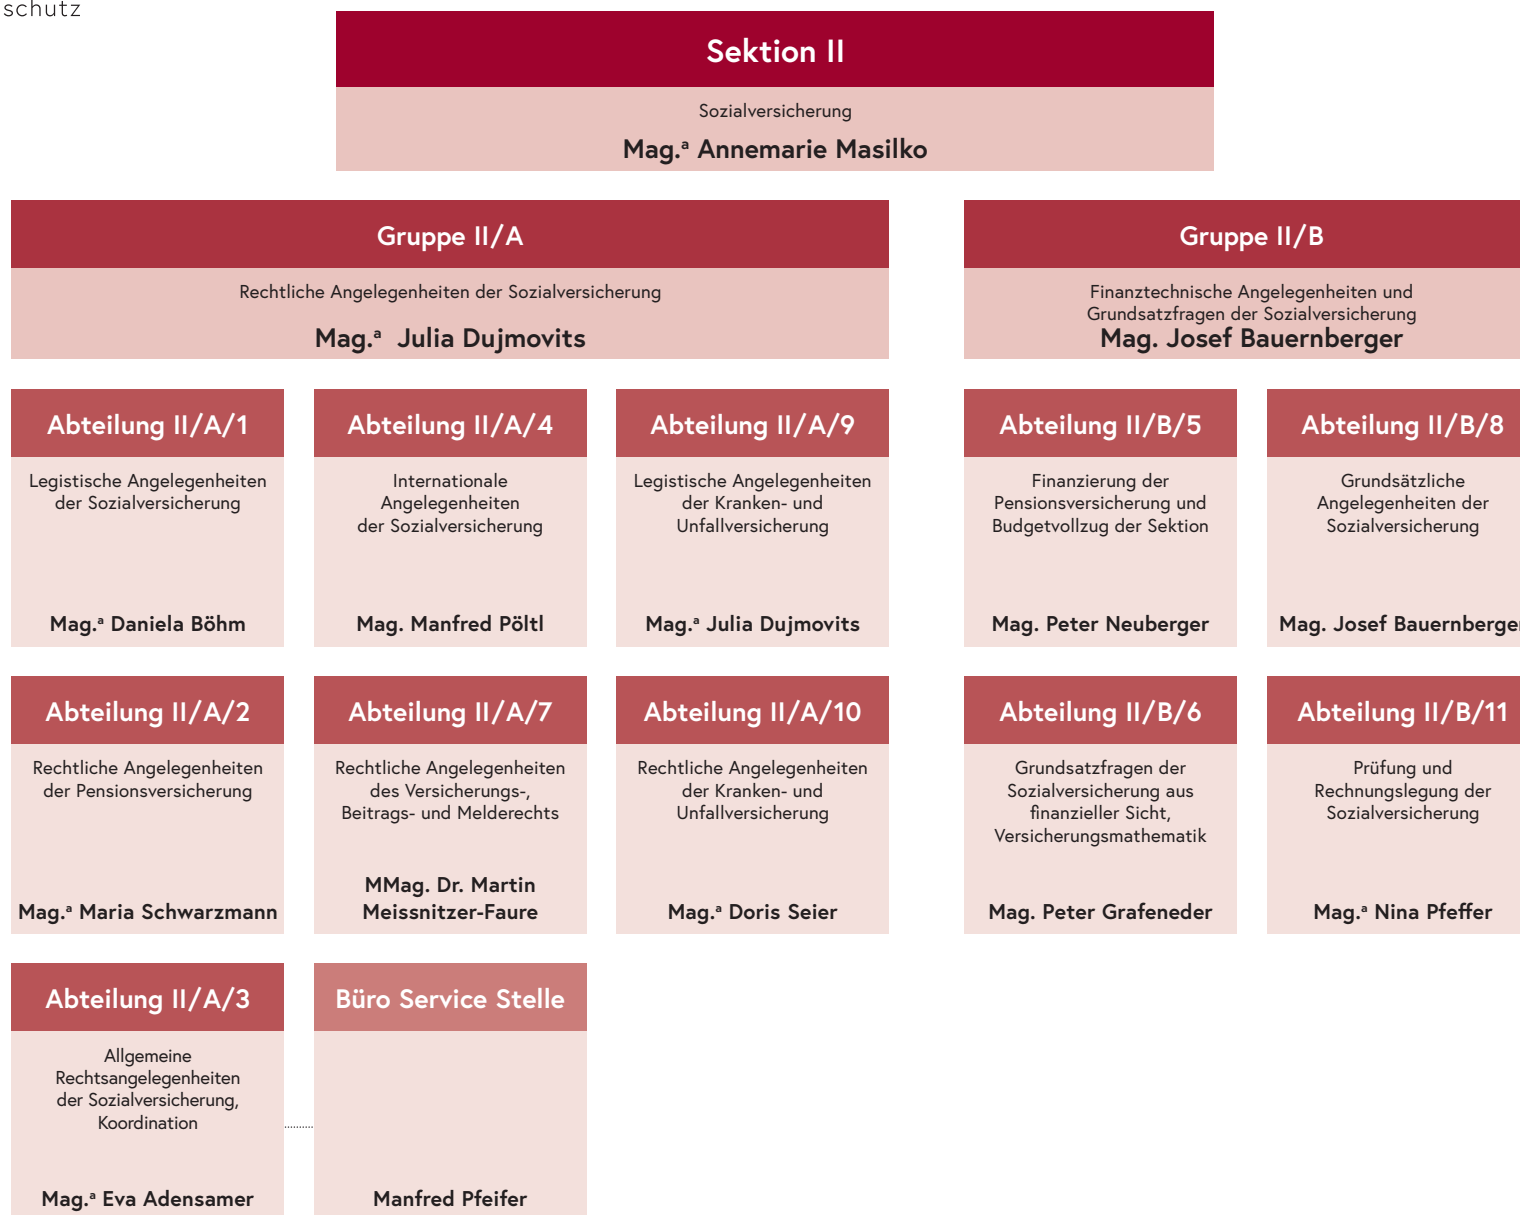 schutz
Sektion II
Sozialversicherung
Mag.ª Annemarie Masilko
Gruppe II/A
Rechtliche Angelegenheiten der Sozialversicherung
Mag.ª Julia Dujmovits
Gruppe II/B
Finanztechnische Angelegenheiten und
Grundsatzfragen der Sozialversicherung
Mag. Josef Bauernberger
Abteilung II/A/1
Legistische Angelegenheiten
der Sozialversicherung
Mag.ª Daniela Böhm
Abteilung II/A/4
Internationale
Angelegenheiten
der Sozialversicherung
Mag. Manfred Pöltl
Abteilung II/A/9
Legistische Angelegenheiten
der Kranken- und
Unfallversicherung
Mag.ª Julia Dujmovits
Abteilung II/B/5
Finanzierung der
Pensionsversicherung und
Budgetvollzug der Sektion
Mag. Peter Neuberger
Abteilung II/B/8
Grundsätzliche
Angelegenheiten der
Sozialversicherung
Mag. Josef Bauernberger
Abteilung II/A/2
Rechtliche Angelegenheiten
der Pensionsversicherung
Mag.ª Maria Schwarzmann
Abteilung II/A/7
Rechtliche Angelegenheiten
des Versicherungs-,
Beitrags- und Melderechts
MMag. Dr. Martin
Meissnitzer-Faure
Abteilung II/A/10
Rechtliche Angelegenheiten
der Kranken- und
Unfallversicherung
Mag.ª Doris Seier
Abteilung II/B/6
Grundsatzfragen der
Sozialversicherung aus
finanzieller Sicht,
Versicherungsmathematik
Mag. Peter Grafeneder
Abteilung II/B/11
Prüfung und
Rechnungslegung der
Sozialversicherung
Mag.ª Nina Pfeffer
Abteilung II/A/3
Allgemeine
Rechtsangelegenheiten
der Sozialversicherung,
Koordination
Mag.ª Eva Adensamer
Büro Service Stelle
Manfred Pfeifer